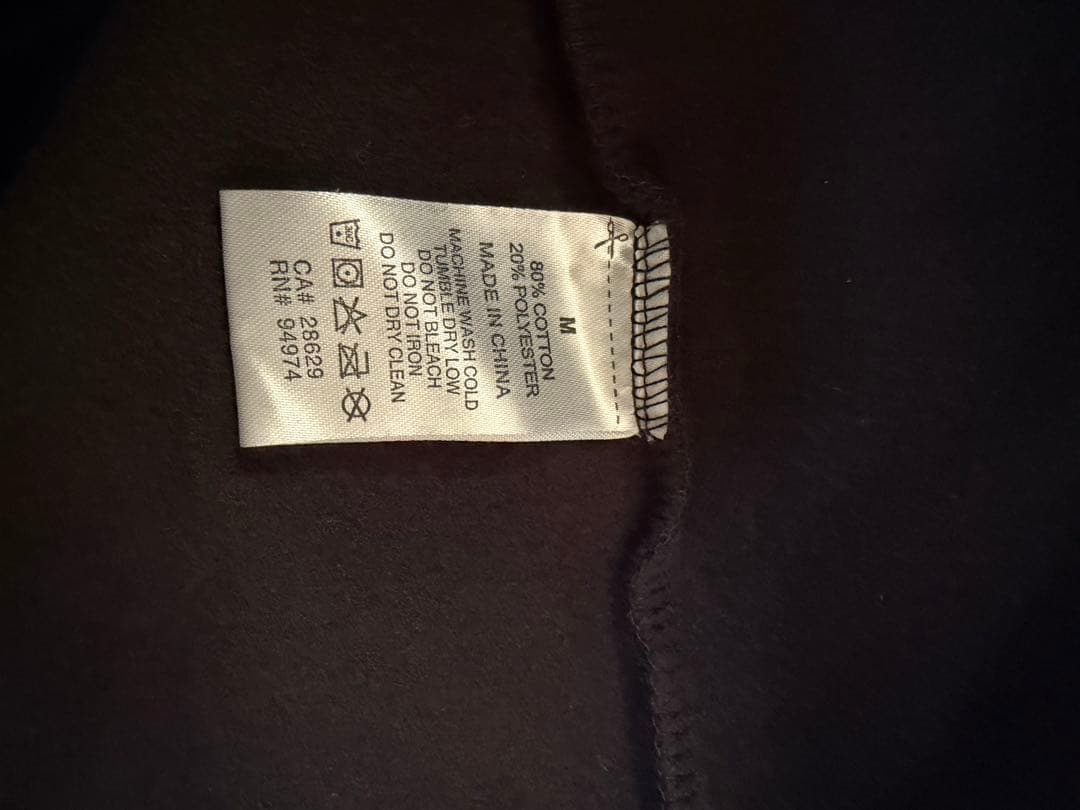 M
80% COTTON
20% POLYESTER
MADE IN CHINA
MACHINE WASH COLD
TUMBLE DRY LOW
DO NOT BLEACH
DO NOT IRON
DO NOT DRY CLEAN
CA# 28629
RN# 94974